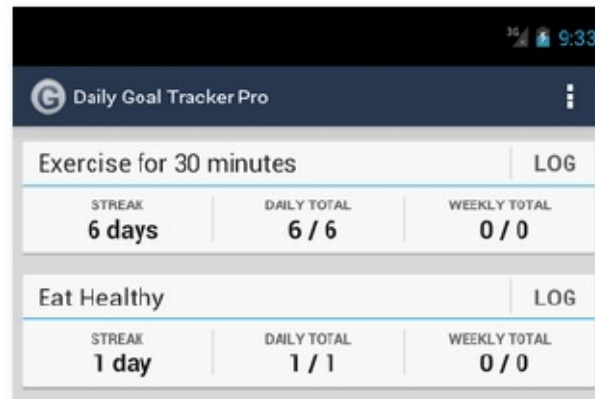 3G 9:33
G Daily Goal Tracker Pro
Exercise for 30 minutes LOG
STREAK DAILY TOTAL WEEKLY TOTAL
6 days 6 / 6 0 / 0
Eat Healthy LOG
STREAK DAILY TOTAL WEEKLY TOTAL
1 day 1 / 1 0 / 0